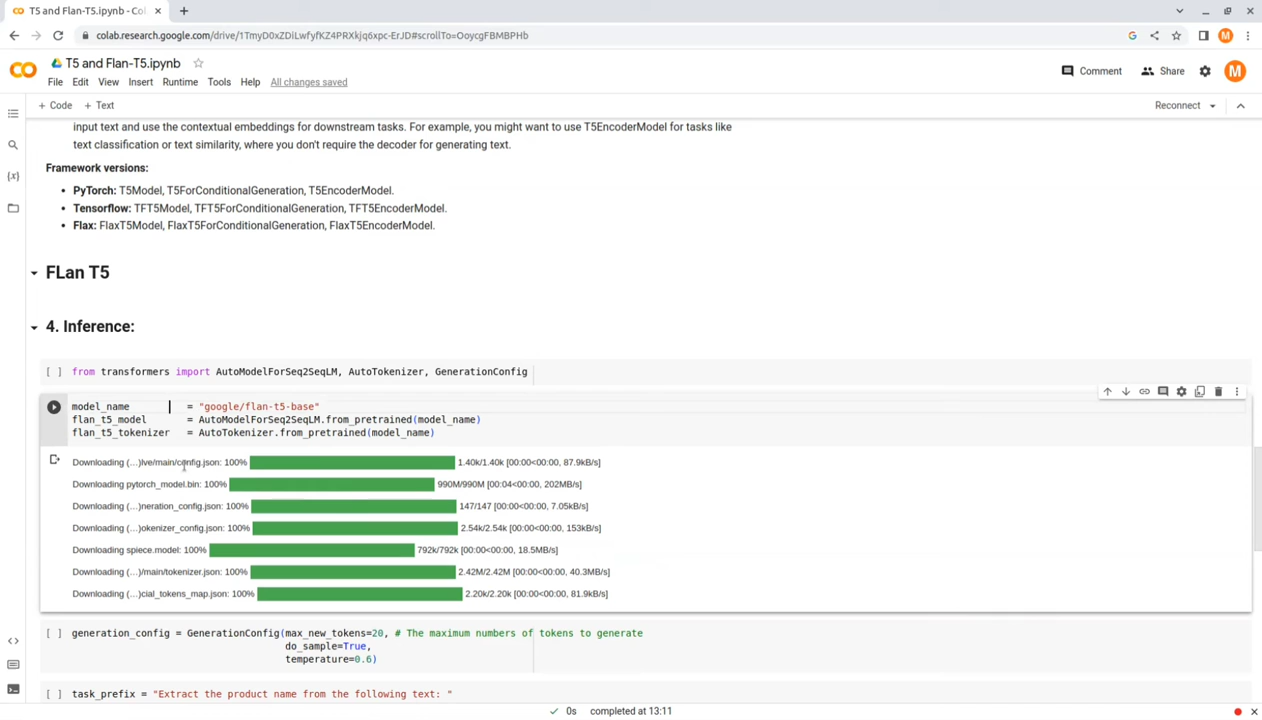 T5 and Flan-T5.ipynb - Col
colab.research.google.com/drive/1TmyD0xZDiLwfyfKZ4PRXkjq6xpc-ErJD#scrollTo=OoycgFBMBPHb
T5 and Flan-T5.ipynb
File Edit View Insert Runtime Tools Help All changes saved
Comment Share M
+ Code + Text Reconnect
input text and use the contextual embeddings for downstream tasks. For example, you might want to use T5EncoderModel for tasks like
text classification or text similarity, where you don't require the decoder for generating text.
Framework versions:
• PyTorch: T5Model, T5ForConditionalGeneration, T5EncoderModel.
• Tensorflow: TFT5Model, TFT5ForConditionalGeneration, TFT5EncoderModel.
• Flax: FlaxT5Model, FlaxT5ForConditionalGeneration, FlaxT5EncoderModel.
FLan T5
4. Inference:
[ ] from transformers import AutoModelForSeq2SeqLM, AutoTokenizer, GenerationConfig
model_name = "google/flan-t5-base"
flan_t5_model = AutoModelForSeq2SeqLM.from_pretrained(model_name)
flan_t5_tokenizer = AutoTokenizer.from_pretrained(model_name)
Downloading (…)lve/main/config.json: 100% 1.40k/1.40k [00:00<00:00, 87.9kB/s]
Downloading pytorch_model.bin: 100% 990M/990M [00:04<00:00, 202MB/s]
Downloading (…)neration_config.json: 100% 147/147 [00:00<00:00, 7.05kB/s]
Downloading (…)okenizer_config.json: 100% 2.54k/2.54k [00:00<00:00, 153kB/s]
Downloading spiece.model: 100% 792k/792k [00:00<00:00, 18.5MB/s]
Downloading (…)/main/tokenizer.json: 100% 2.42M/2.42M [00:00<00:00, 40.3MB/s]
Downloading (…)cial_tokens_map.json: 100% 2.20k/2.20k [00:00<00:00, 81.9kB/s]
[ ] generation_config = GenerationConfig(max_new_tokens=20, # The maximum numbers of tokens to generate
do_sample=True,
temperature=0.6)
[ ] task_prefix = "Extract the product name from the following text: "
0s completed at 13:11